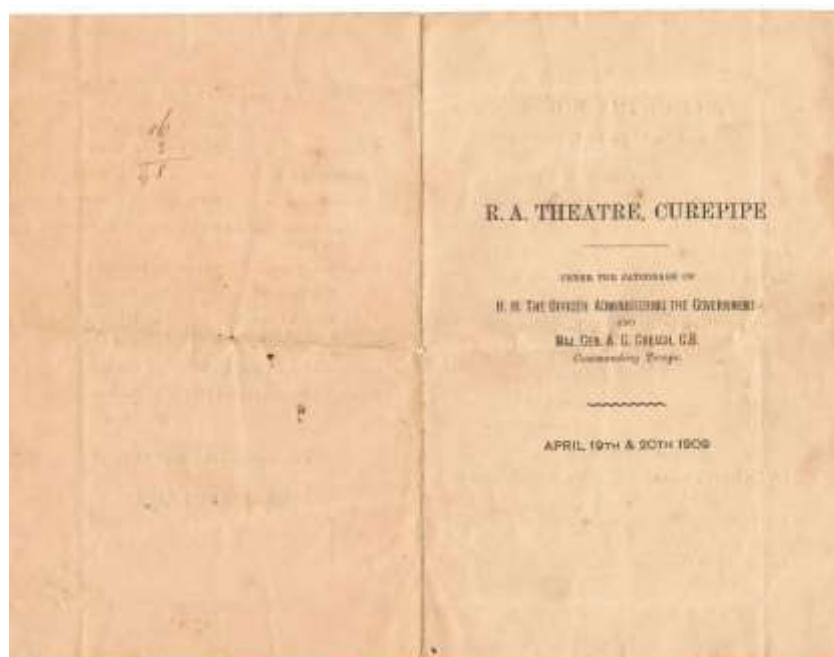 R. A. THEATRE, CUREPIPE
UNDER THE PATRONAGE OF
H. H. THE OFFICER ADMINISTERING THE GOVERNMENT
AND
MAJ. GEN. A. G. CREAGH, C.B.
Commanding Troops.
APRIL, 19TH & 20TH 1909